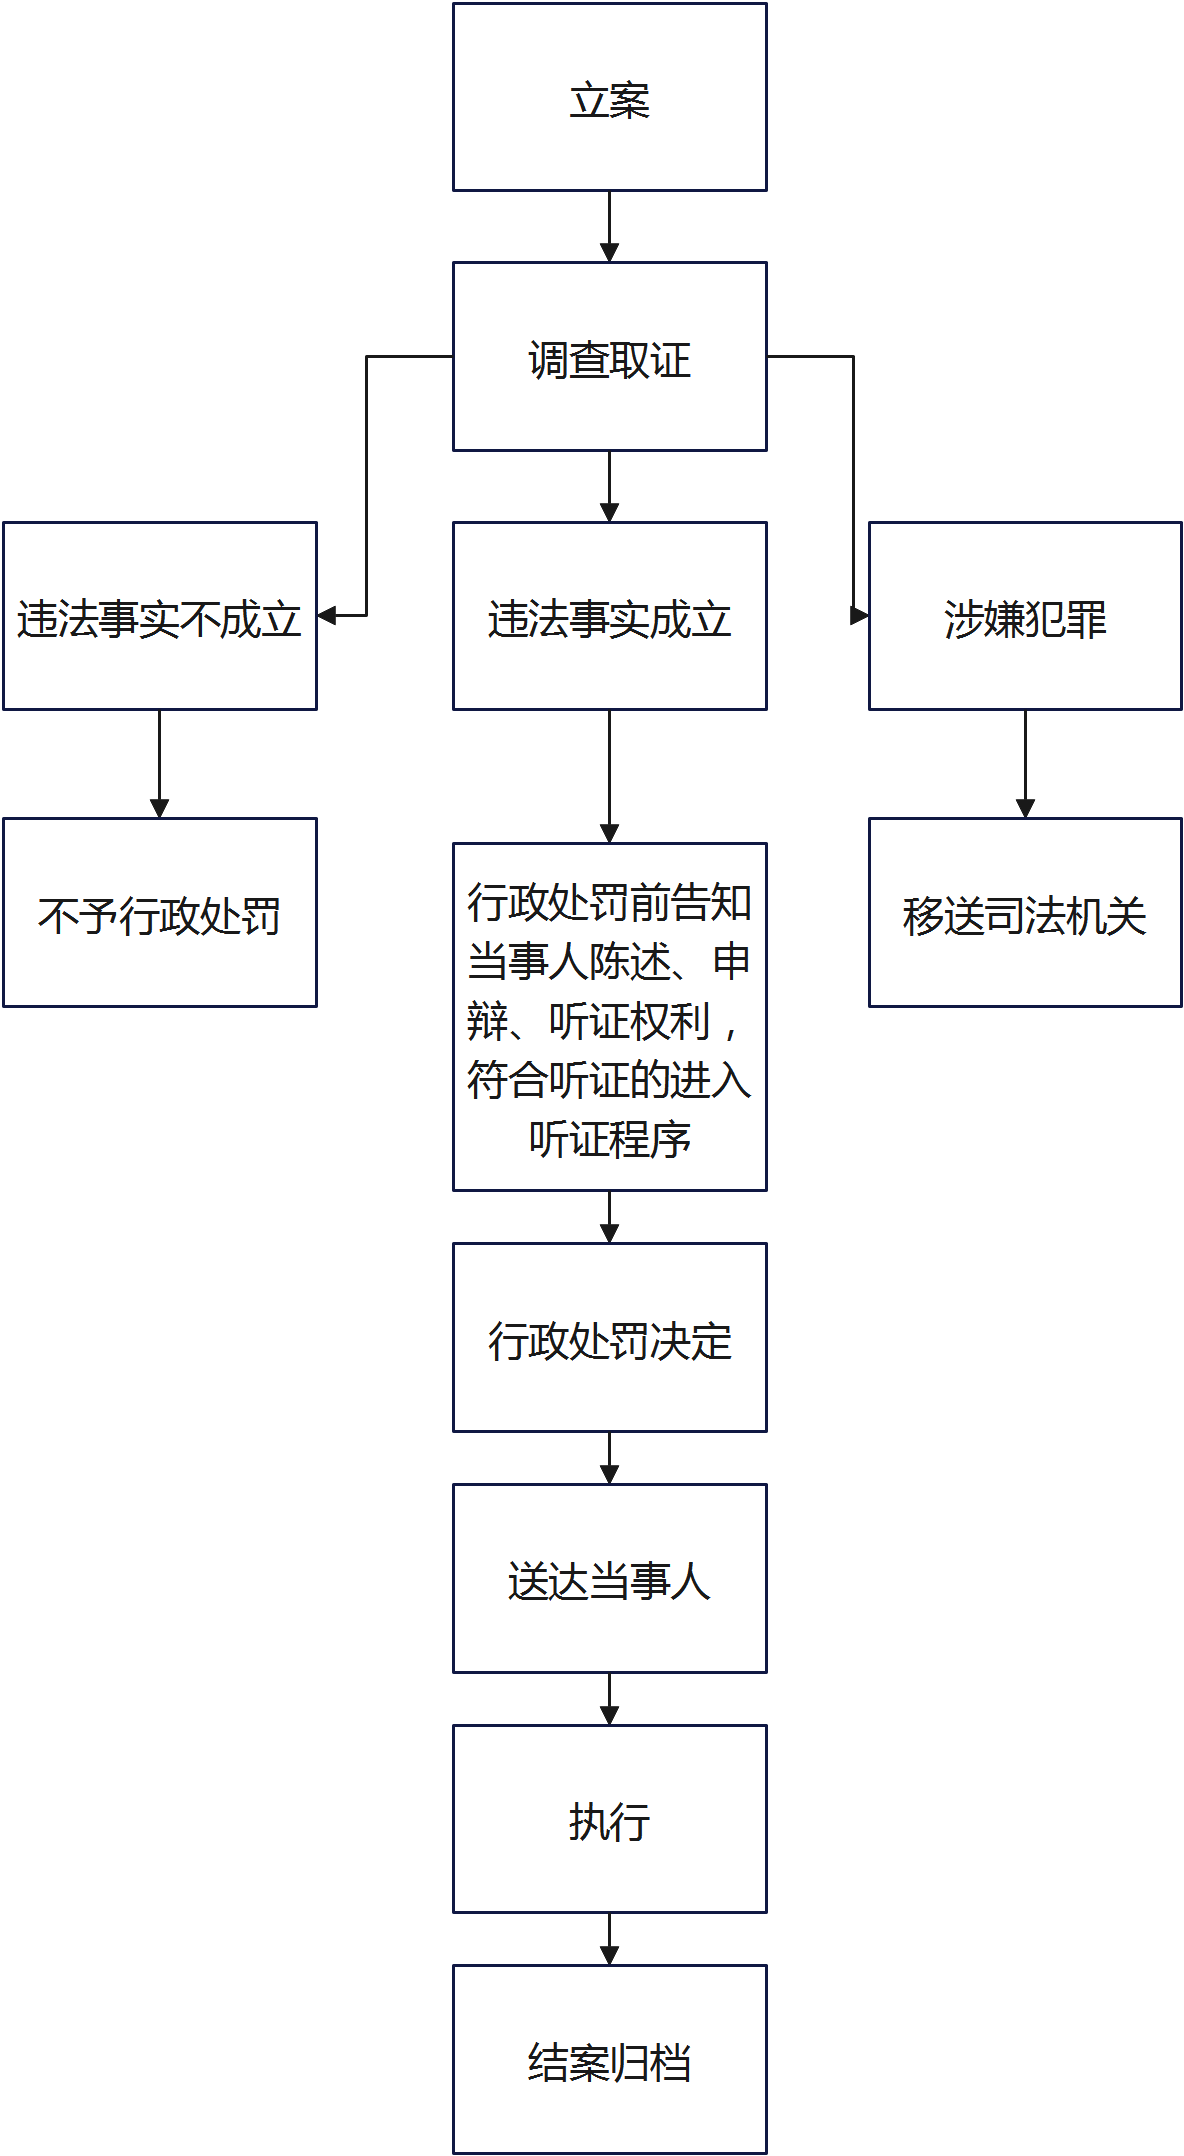 立案
调查取证
违法事实不成立
违法事实成立
涉嫌犯罪
不予行政处罚
行政处罚前告知
当事人陈述、申
辩、听证权利，
符合听证的进入
听证程序
移送司法机关
行政处罚决定
送达当事人
执行
结案归档